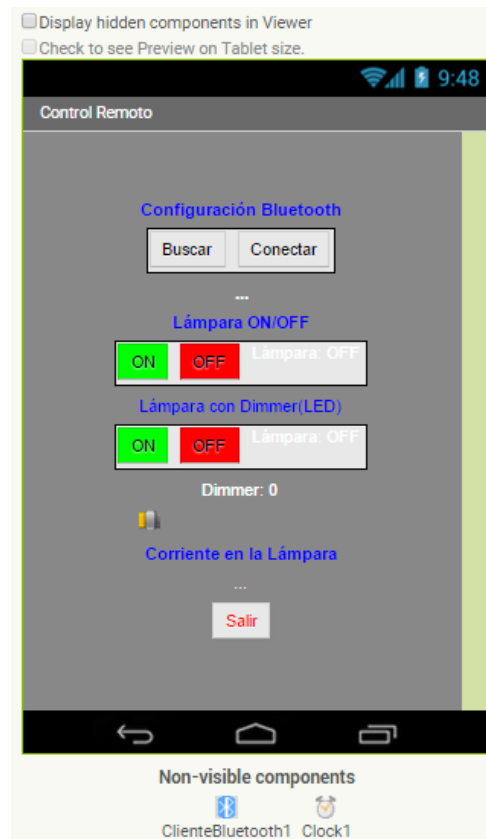 Display hidden components in Viewer
Check to see Preview on Tablet size.
9:48
Control Remoto
Configuración Bluetooth
Buscar Conectar
...
Lámpara ON/OFF
ON OFF Lámpara: OFF
Lámpara con Dimmer(LED)
ON OFF Lámpara: OFF
Dimmer: 0
Corriente en la Lámpara
...
Salir
Non-visible components
ClienteBluetooth1 Clock1